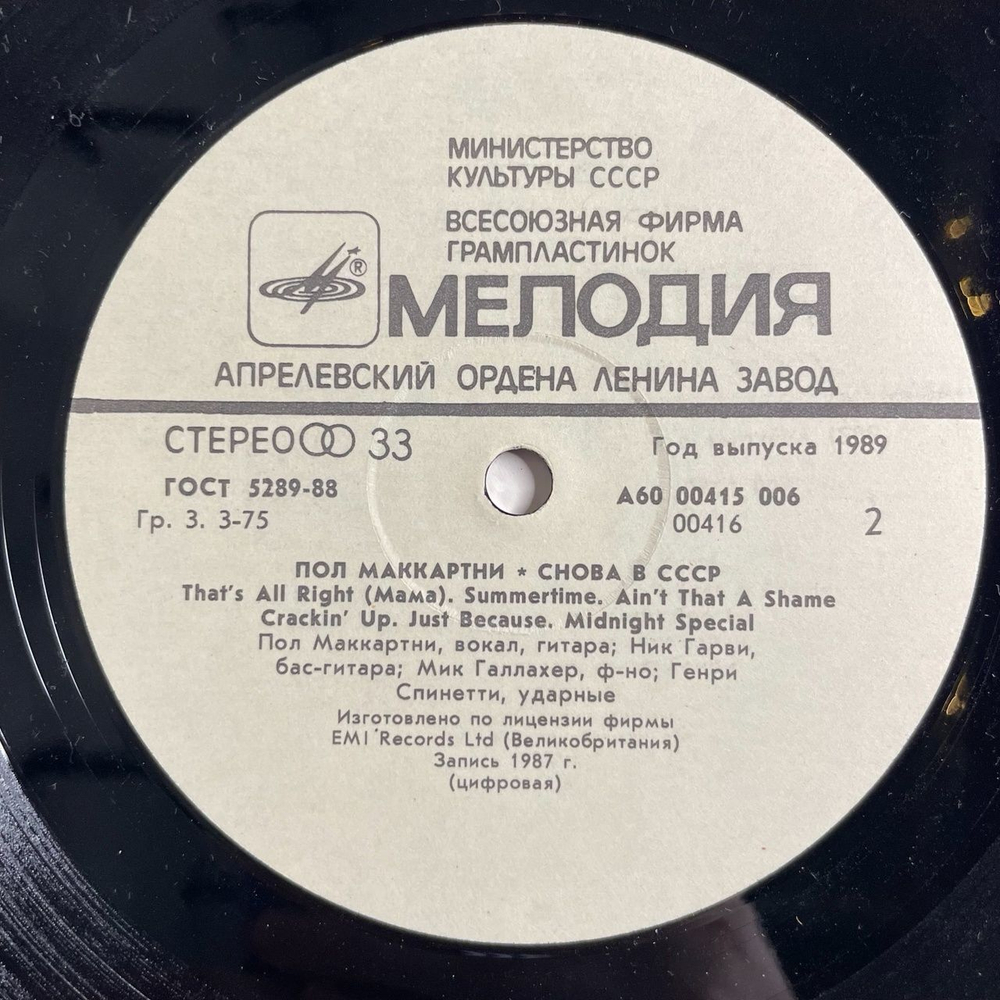 МИНИСТЕРСТВО
КУЛЬТУРЫ СССР
ВСЕСОЮЗНАЯ ФИРМА
ГРАМПЛАСТИНОК
®
МЕЛОДИЯ
АПРЕЛЕВСКИЙ ОРДЕНА ЛЕНИНА ЗАВОД
СТЕРЕО 33
Год выпуска 1989
ГОСТ 5289-88
А60 00415 006
Гр. 3. 3-75
00416
2
ПОЛ МАККАРТНИ * СНОВА В СССР
That's All Right (Мама). Summertime. Ain't That A Shame
Crackin' Up. Just Because. Midnight Special
Пол Маккартни, вокал, гитара; Ник Гарви,
бас-гитара; Мик Галлахер, ф-но; Генри
Спинетти, ударные
Изготовлено по лицензии фирмы
EMI Records Ltd (Великобритания)
Запись 1987 г.
(цифровая)